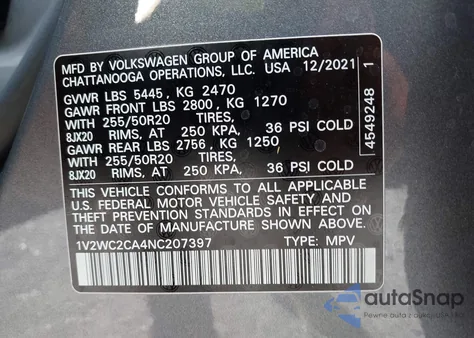 MFD. BY VOLKSWAGEN GROUP OF AMERICA
CHATTANOOGA OPERATIONS, LLC. USA 12/2021
GVWR LBS 5445, KG 2470
GAWR FRONT LBS 2800, KG 1270
WITH 255/50R20 TIRES,
8JX20 RIMS, AT 250 KPA, 36 PSI COLD
GAWR REAR LBS 2756, KG 1250
WITH 255/50R20 TIRES,
8JX20 RIMS, AT 250 KPA, 36 PSI COLD
THIS VEHICLE CONFORMS TO ALL APPLICABLE
U.S. FEDERAL MOTOR VEHICLE SAFETY AND
THEFT PREVENTION STANDARDS IN EFFECT ON THE
DATE OF MANUFACTURE SHOWN ABOVE.
1V2WC2CA4NC207397 TYPE: MPV
4549248 1
autoSnap